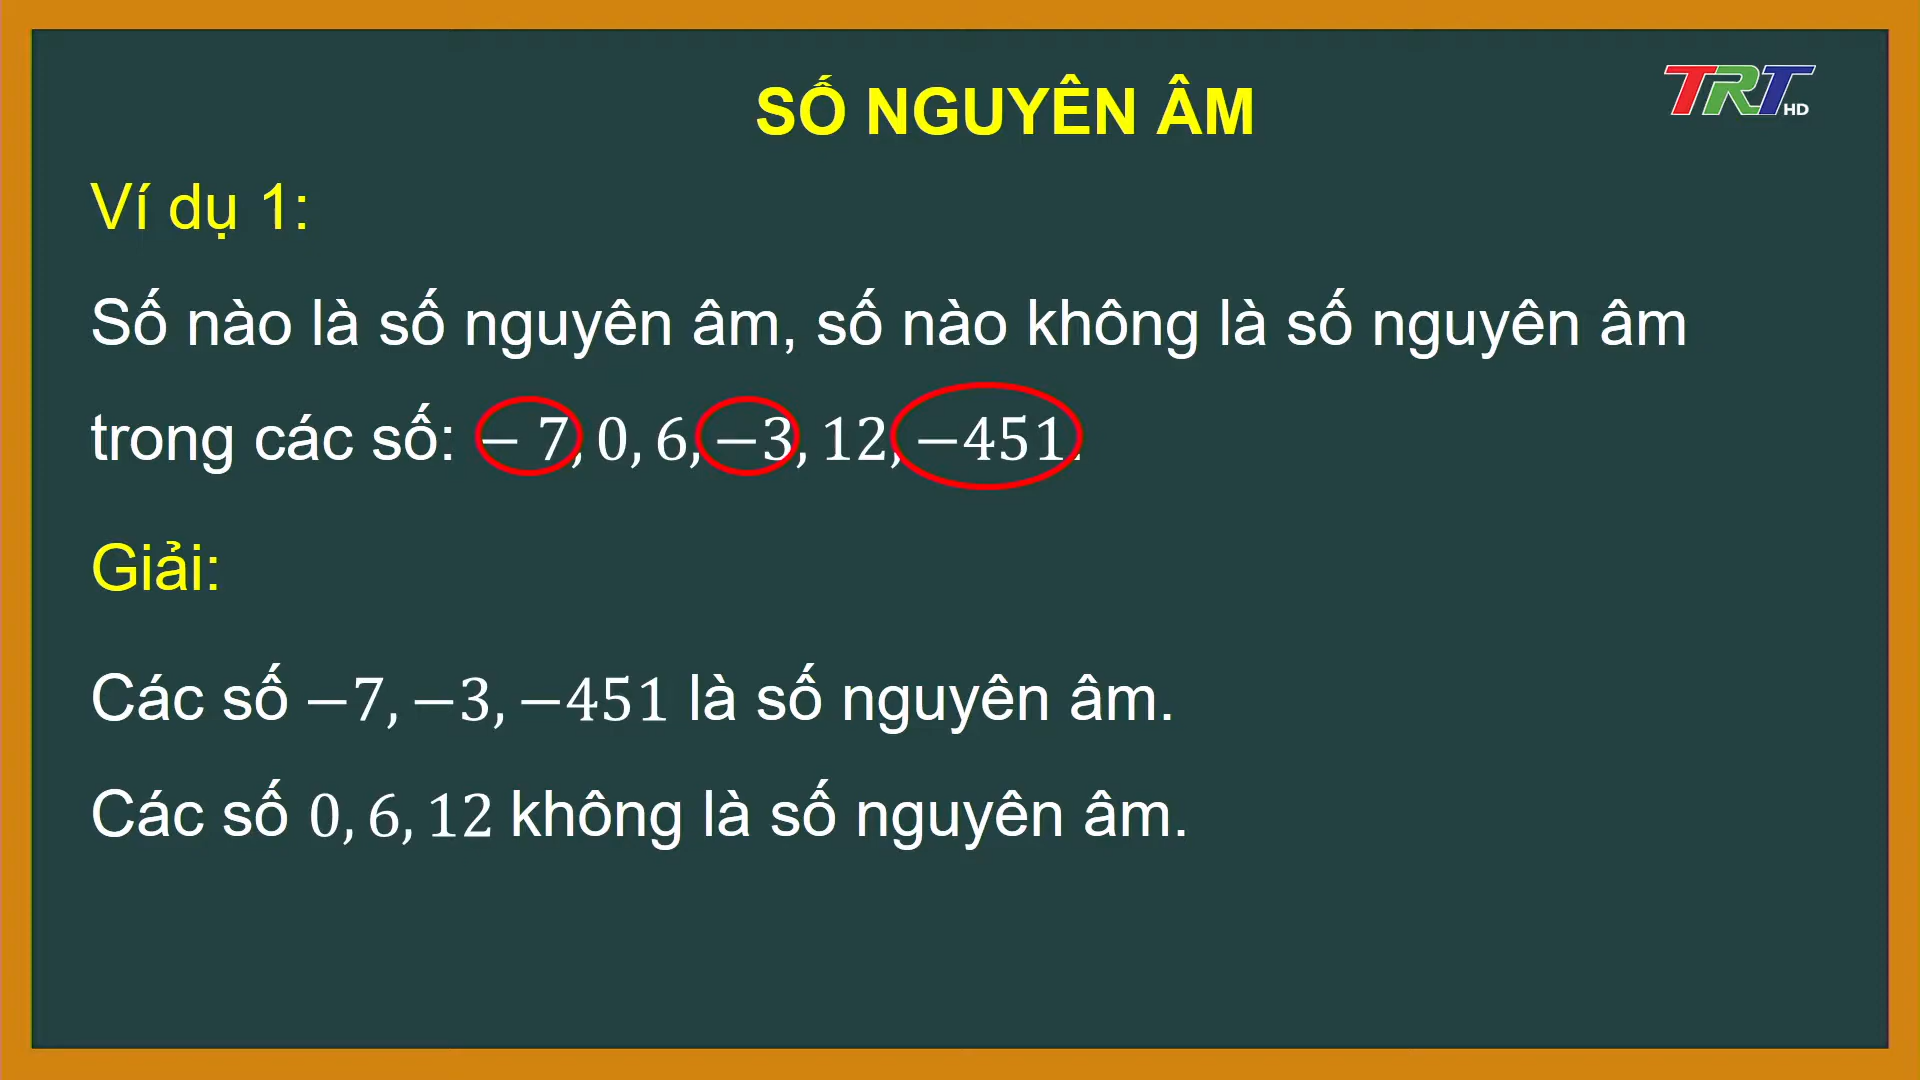 SỐ NGUYÊN ÂM
TRT HD
Ví dụ 1:
Số nào là số nguyên âm, số nào không là số nguyên âm
trong các số: − 7, 0, 6, −3, 12, −451.
Giải:
Các số −7, −3, −451 là số nguyên âm.
Các số 0, 6, 12 không là số nguyên âm.